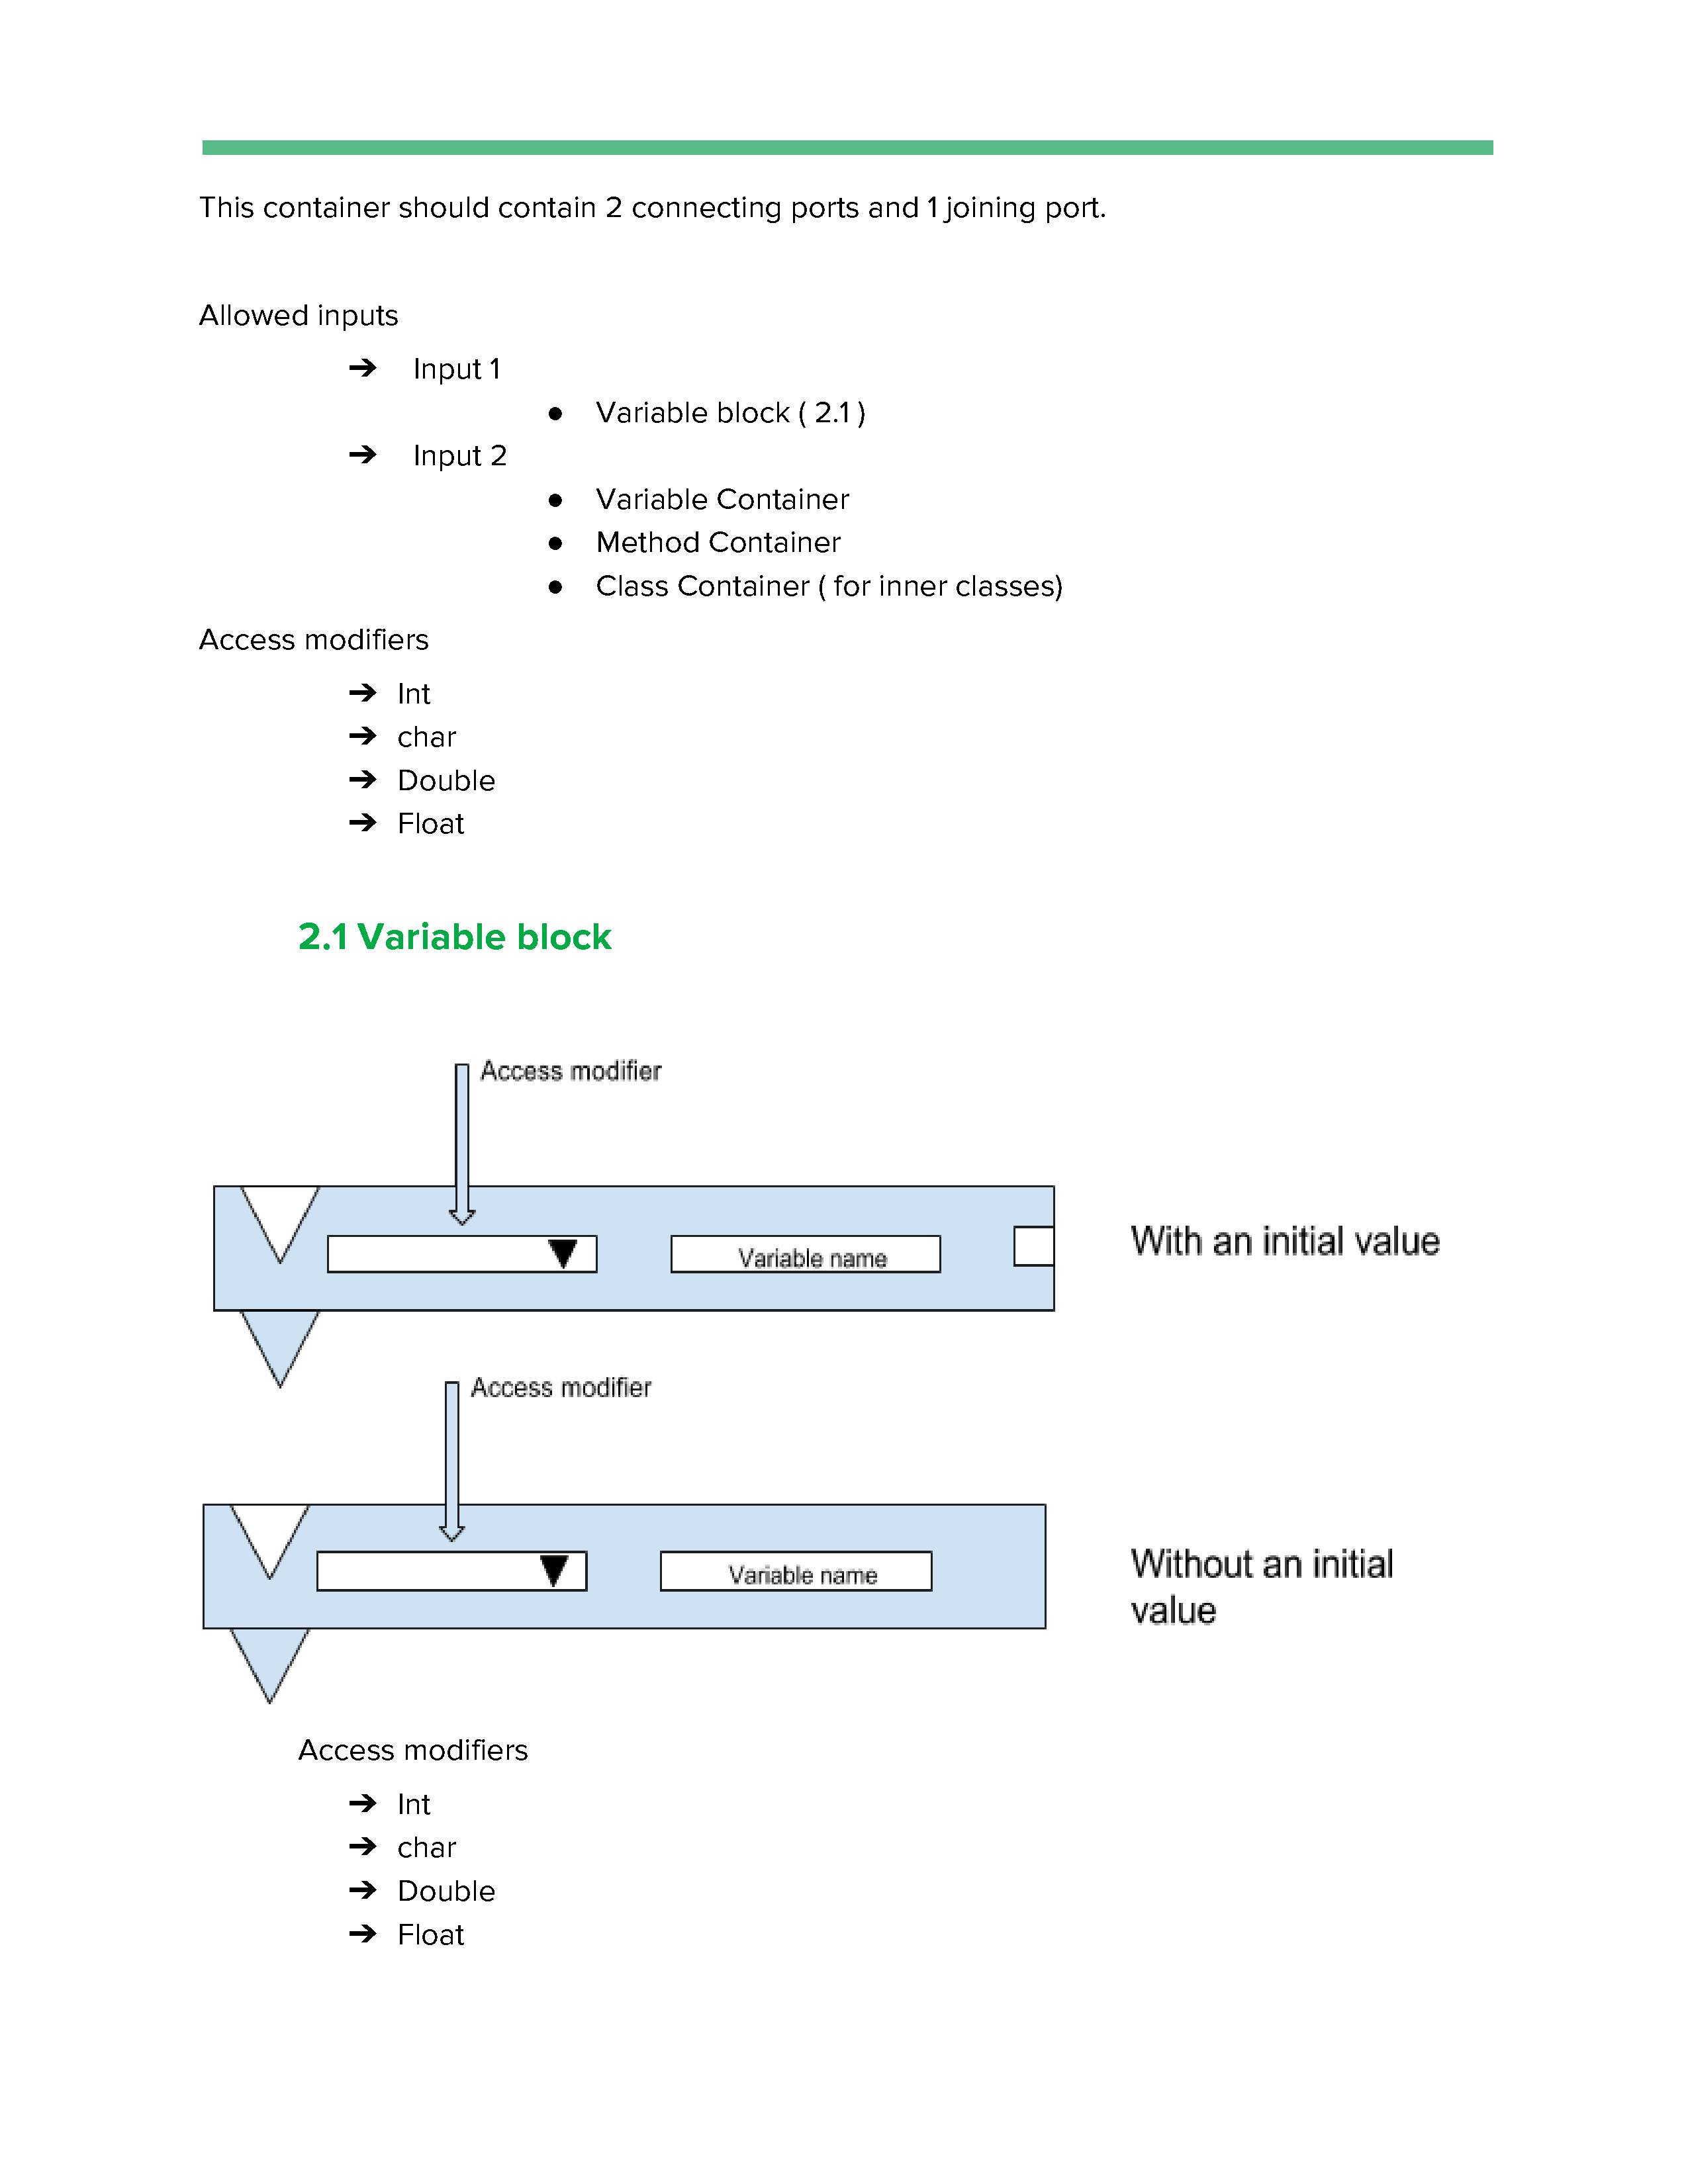 This container should contain 2 connecting ports and 1 joining port.
Allowed inputs
➔ Input 1
● Variable block ( 2.1 )
➔ Input 2
● Variable Container
● Method Container
● Class Container ( for inner classes)
Access modifiers
➔ Int
➔ char
➔ Double
➔ Float
2.1 Variable block
Access modifier
Variable name
With an initial value
Access modifier
Variable name
Without an initial
value
Access modifiers
➔ Int
➔ char
➔ Double
➔ Float